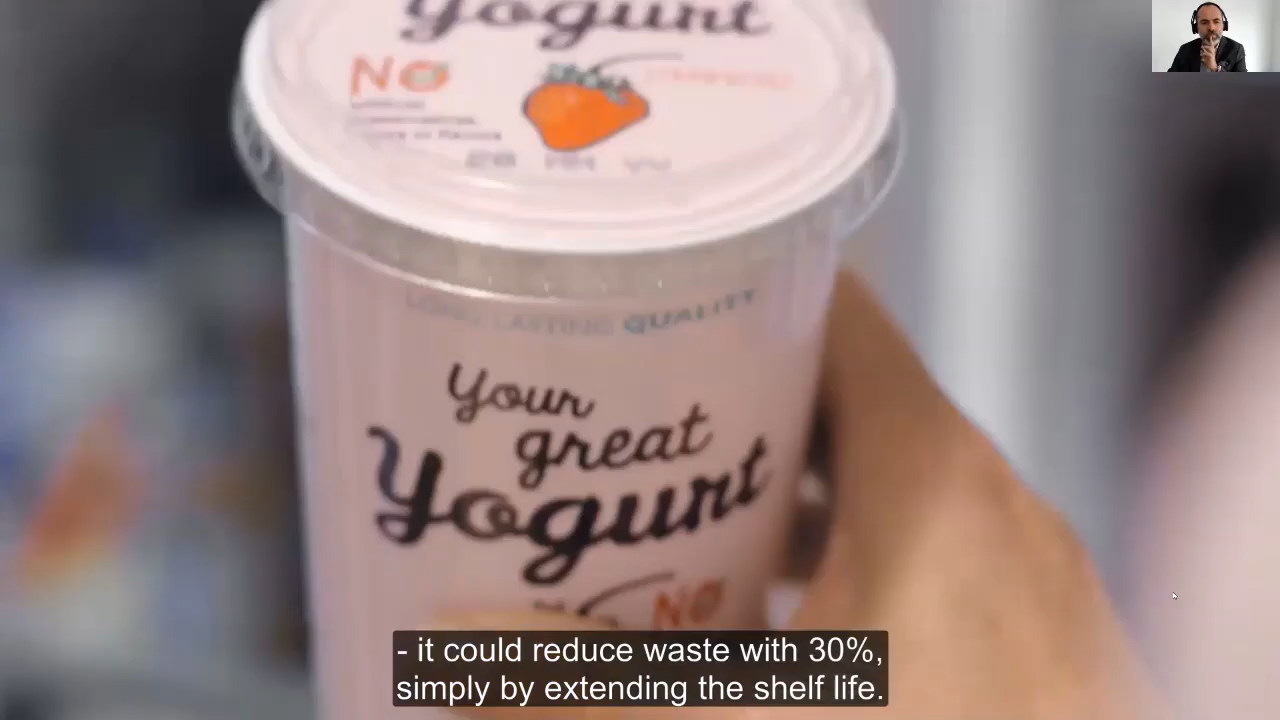 Yogurt
NO
LONG LASTING QUALITY
Your
great
Yogurt
NO
- it could reduce waste with 30%,
simply by extending the shelf life.